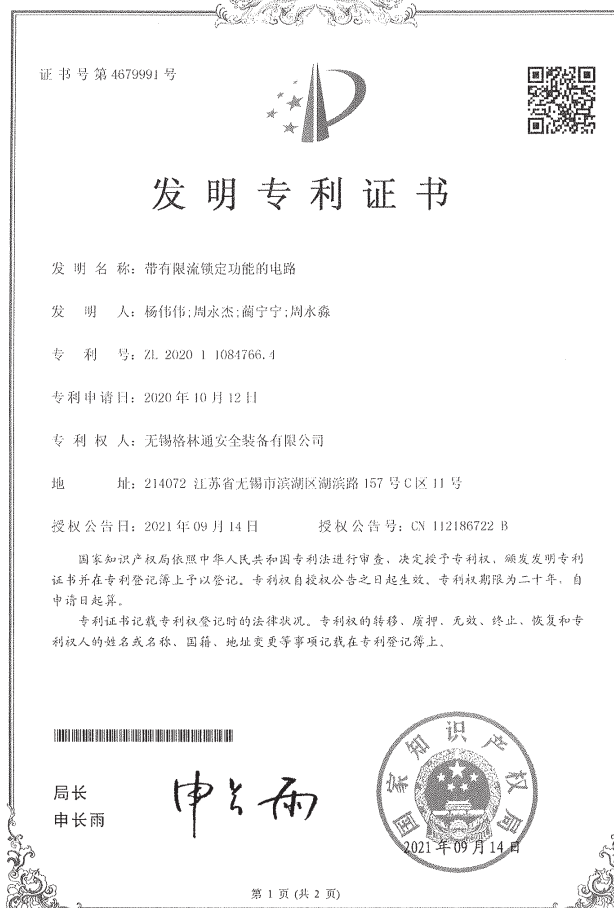 证书号第4679991号
发明专利证书
发明名称：带有限流锁定功能的电路
发明人：杨伟伟;周永杰;蔺宁宁;周水淼
专利号：ZL 2020 1 1084766.4
专利申请日：2020年10月12日
专利权人：无锡格林通安全装备有限公司
地址：214072 江苏省无锡市滨湖区湖滨路157号C区11号
授权公告日：2021年09月14日 授权公告号：CN 112186722 B
国家知识产权局依照中华人民共和国专利法进行审查，决定授予专利权，颁发发明专利
证书并在专利登记簿上予以登记。专利权自授权公告之日起生效。专利权期限为二十年，自
申请日起算。
专利证书记载专利权登记时的法律状况。专利权的转移、质押、无效、终止、恢复和专
利权人的姓名或名称、国籍、地址变更等事项记载在专利登记簿上。
局长
申长雨
申长雨
国家知识产权局
2021年09月14日
第 1 页 (共 2 页)